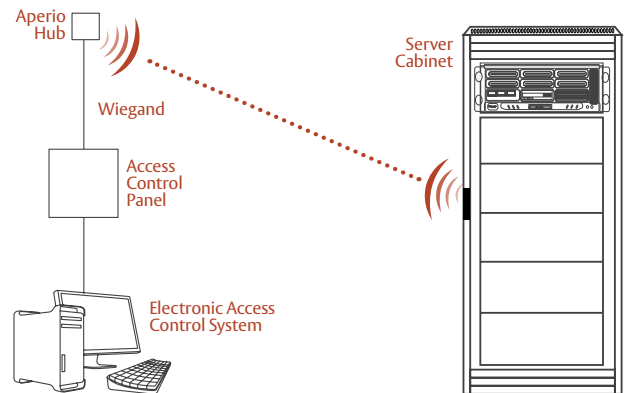 Aperio
Hub
Server
Cabinet
Wiegand
Access
Control
Panel
Electronic Access
Control System